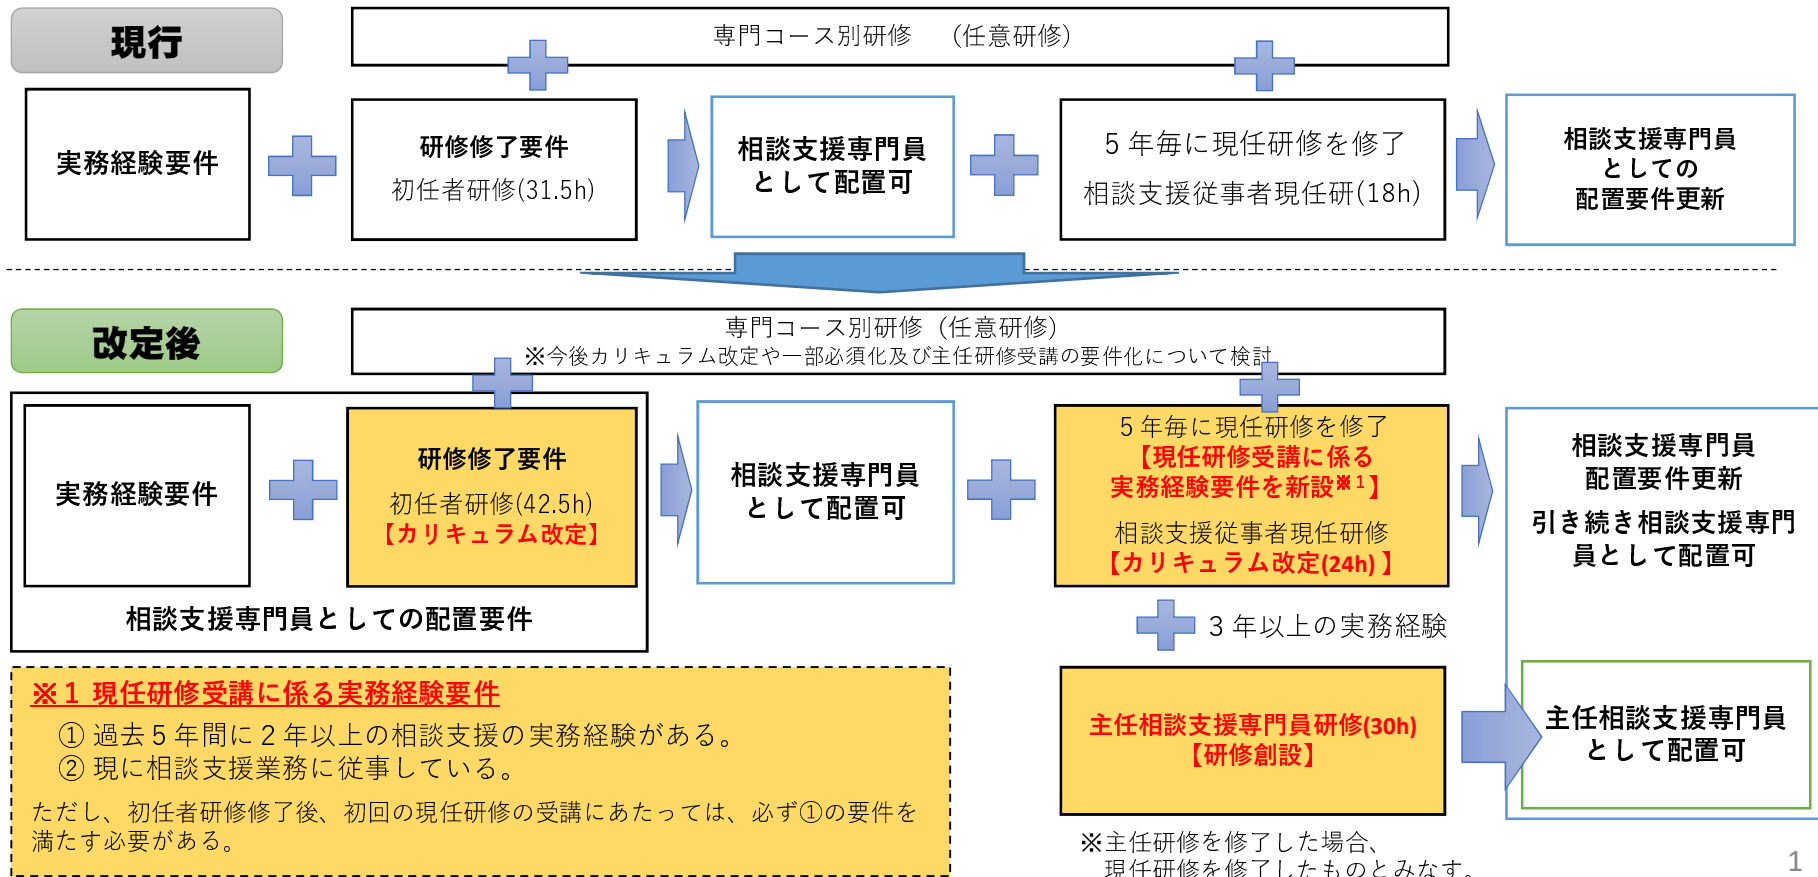 現行
専門コース別研修　（任意研修）
実務経験要件
研修修了要件
初任者研修(31.5h)
相談支援専門員
として配置可
５年毎に現任研修を修了
相談支援従事者現任研(18h)
相談支援専門員
としての
配置要件更新
改定後
専門コース別研修（任意研修）
※今後カリキュラム改定や一部必須化及び主任研修受講の要件化について検討
実務経験要件
研修修了要件
初任者研修(42.5h)
【カリキュラム改定】
相談支援専門員としての配置要件
相談支援専門員
として配置可
５年毎に現任研修を修了
【現任研修受講に係る
実務経験要件を新設※１】
相談支援従事者現任研修
【カリキュラム改定(24h) 】
相談支援専門員
配置要件更新
引き続き相談支援専門
員として配置可
３年以上の実務経験
主任相談支援専門員研修(30h)
【研修創設】
主任相談支援専門員
として配置可
※１ 現任研修受講に係る実務経験要件
① 過去５年間に２年以上の相談支援の実務経験がある。
② 現に相談支援業務に従事している。
ただし、初任者研修修了後、初回の現任研修の受講にあたっては、必ず①の要件を
満たす必要がある。
※主任研修を修了した場合、
現任研修を修了したものとみなす。
1